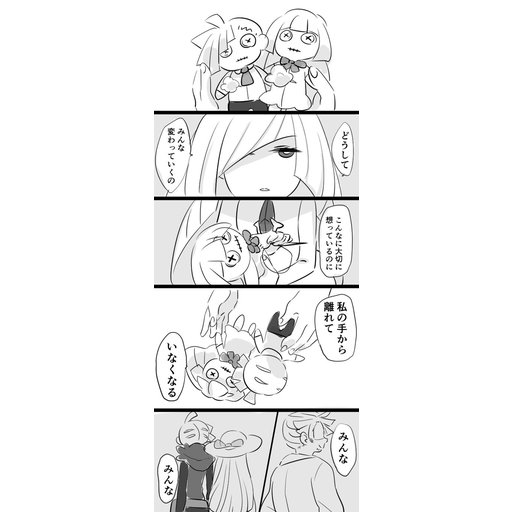 どうして
みんな
変わっていくの
こんなに大切に
想っているのに
私の手から
離れて
いなくなる
みんな
みんな